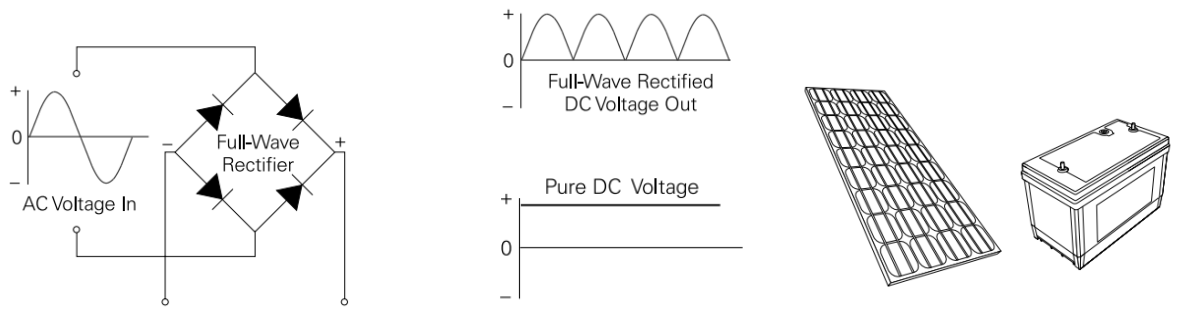 +
0
−
AC Voltage In
−
Full-Wave
Rectifier
+
+
0
−
Full-Wave Rectified
DC Voltage Out
Pure DC Voltage
+
0
−